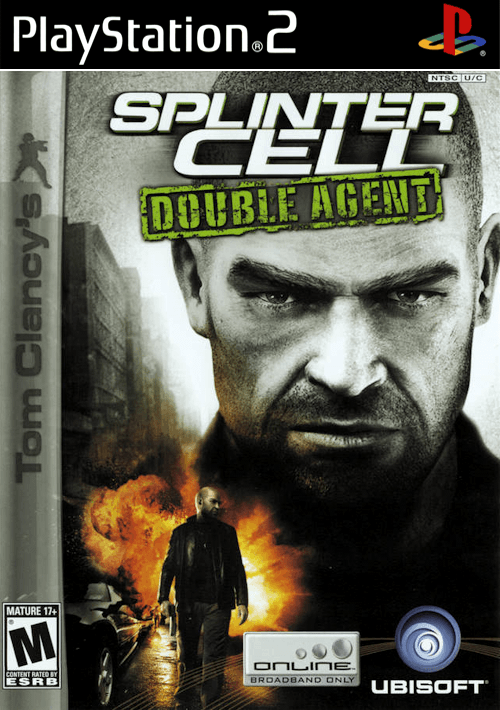 PlayStation®2
NTSC U/C
SPLINTER
CELL
DOUBLE AGENT
Tom Clancy's
MATURE 17+
M
®
CONTENT RATED BY
ESRB
ONLINE
BROADBAND ONLY
UBISOFT